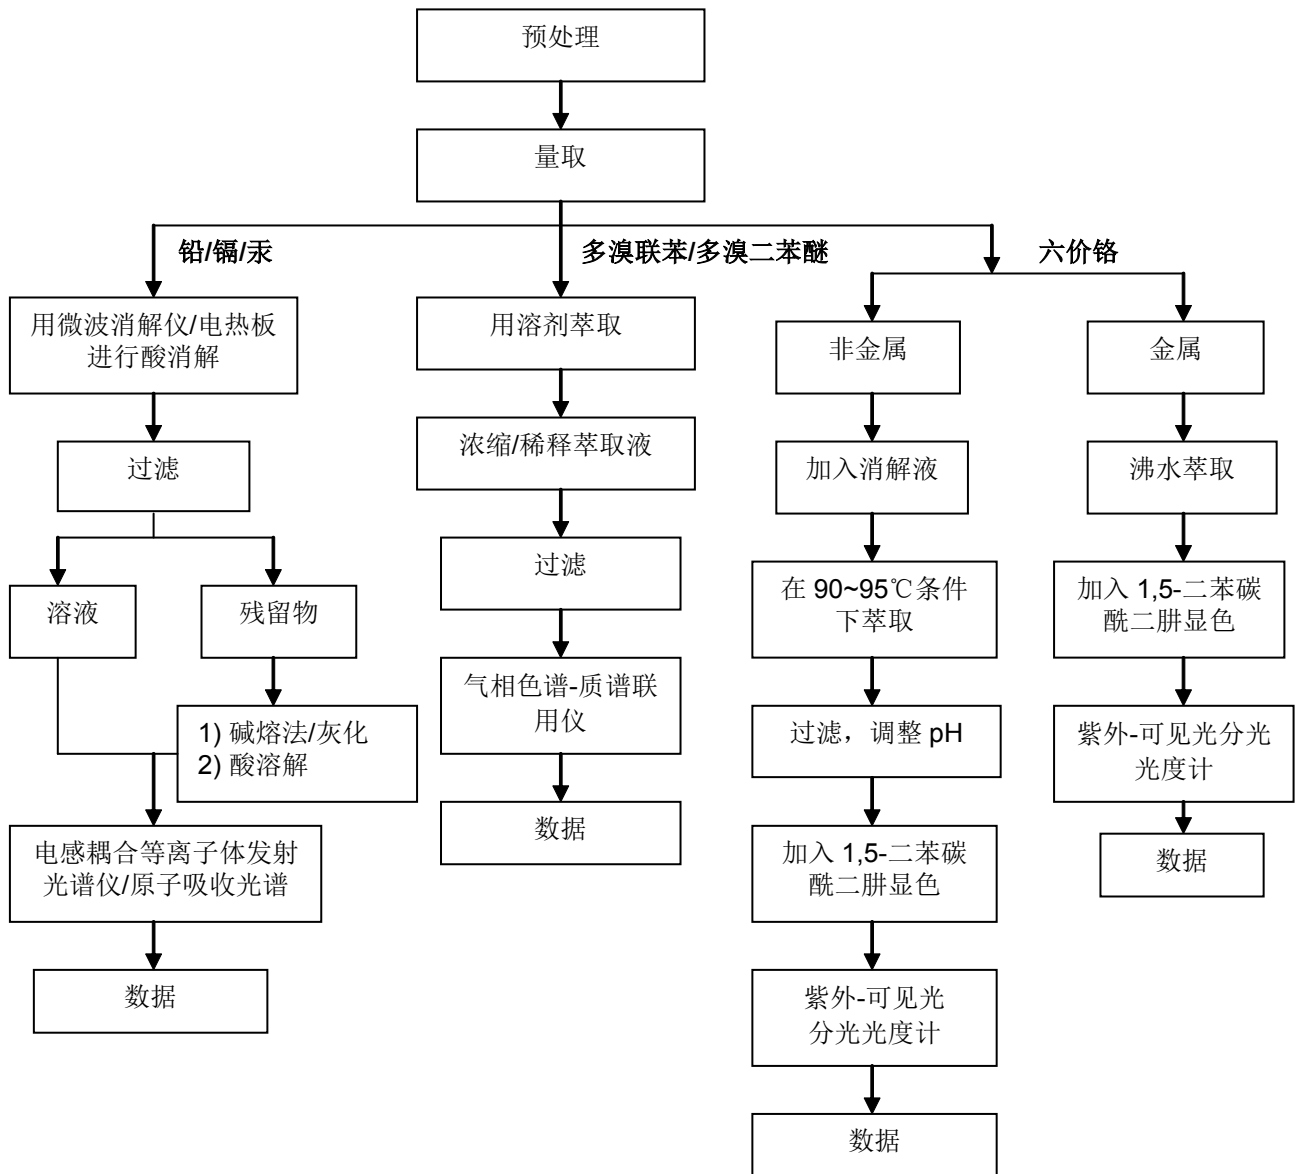 预处理
量取
铅/镉/汞
多溴联苯/多溴二苯醚
六价铬
用微波消解仪/电热板
进行酸消解
过滤
溶液
残留物
1) 碱熔法/灰化
2) 酸溶解
电感耦合等离子体发射
光谱仪/原子吸收光谱
数据
用溶剂萃取
浓缩/稀释萃取液
过滤
气相色谱-质谱联
用仪
数据
非金属
加入消解液
在 90~95℃条件
下萃取
过滤，调整 pH
加入 1,5-二苯碳
酰二肼显色
紫外-可见光
分光光度计
数据
金属
沸水萃取
加入 1,5-二苯碳
酰二肼显色
紫外-可见光分光
光度计
数据